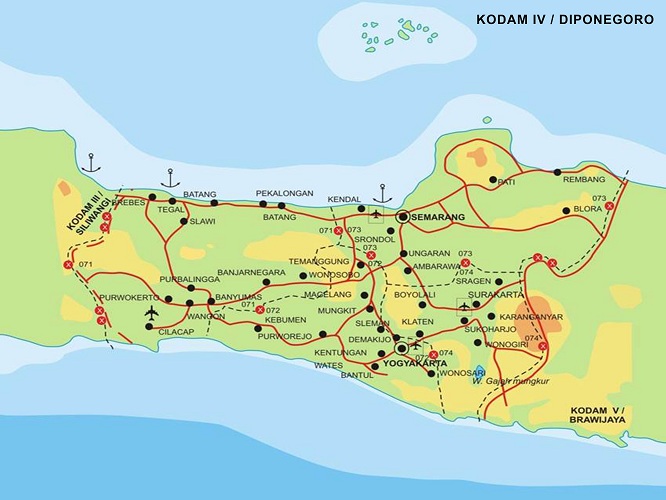 KODAM IV / DIPONEGORO
PATI
REMBANG
073
BLORA
KODAM III /
SILIWANGI
BREBES
TEGAL
BATANG
PEKALONGAN
BATANG
KENDAL
SEMARANG
SLAWI
071
073
SRONDOL
073
071
TEMANGGUNG
072
UNGARAN
AMBARAWA
073
BANJARNEGARA
WONOSOBO
SRAGEN
PURBALINGGA
PURWOKERTO
BANYUMAS
MAGELANG
BOYOLALI
SURAKARTA
WANGON
071
072
MUNGKIT
KARANGANYAR
CILACAP
KEBUMEN
SLEMAN
KLATEN
SUKOHARJO
PURWOREJO
DEMAKIJO
WONOGIRI
074
KENTUNGAN
072
074
WATES
YOGYAKARTA
BANTUL
WONOSARI
W. Gajah mungkur
KODAM V /
BRAWIJAYA